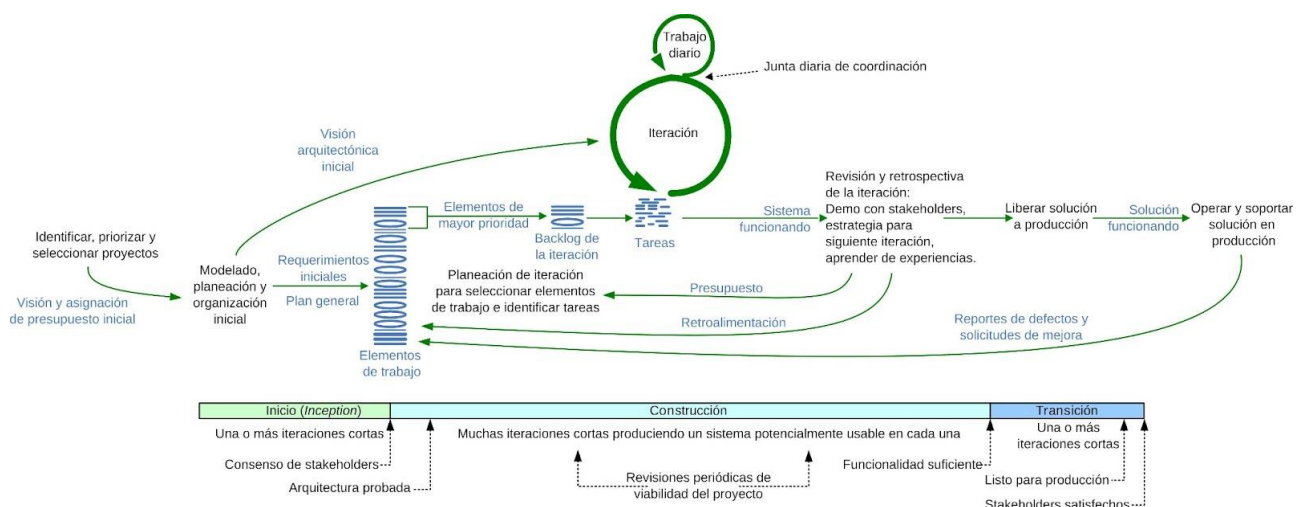 Trabajo
diario
Junta diaria de coordinación
Iteración
Visión
arquitectónica
inicial
Identificar, priorizar y
seleccionar proyectos
Visión y asignación
de presupuesto inicial
Modelado,
planeación y
organización
inicial
Requerimientos
iniciales
Plan general
Elementos
de trabajo
Elementos de
mayor prioridad
Backlog de
la iteración
Tareas
Sistema
funcionando
Revisión y retrospectiva
de la iteración:
Demo con stakeholders,
estrategia para
siguiente iteración,
aprender de experiencias.
Liberar solución
a producción
Solución
funcionando
Operar y soportar
solución en
producción
Planeación de iteración
para seleccionar elementos
de trabajo e identificar tareas
Presupuesto
Retroalimentación
Reportes de defectos y
solicitudes de mejora
Inicio (Inception)
Construcción
Transición
Una o más iteraciones cortas
Muchas iteraciones cortas produciendo un sistema potencialmente usable en cada una
Una o más
iteraciones cortas
Consenso de stakeholders
Arquitectura probada
Revisiones periódicas de
viabilidad del proyecto
Funcionalidad suficiente
Listo para producción
Stakeholders satisfechos